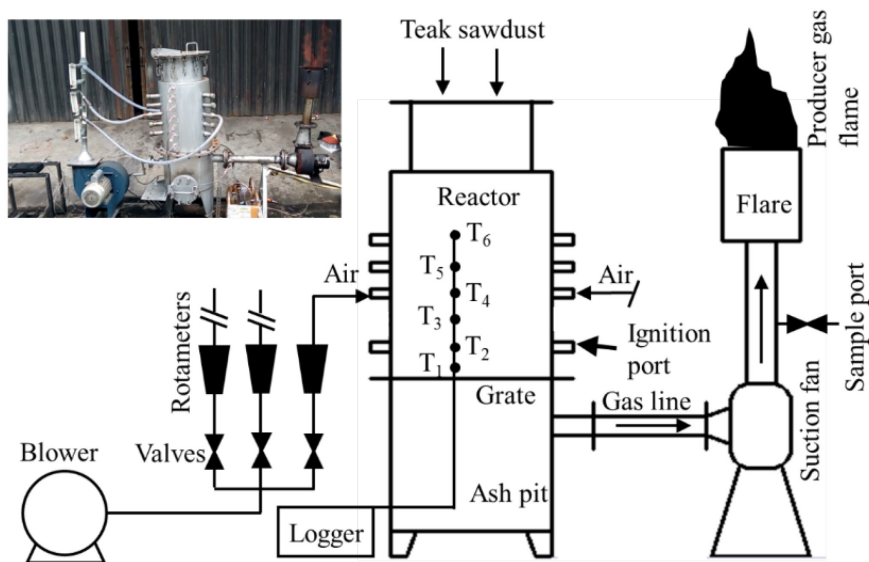 Teak sawdust
Producer gas
flame
Reactor
Flare
T6
T5
Air
T4
Air
T3
Ignition
port
T2
T1
Rotameters
Sample port
Grate
Gas line
Suction fan
Blower
Valves
Ash pit
Logger